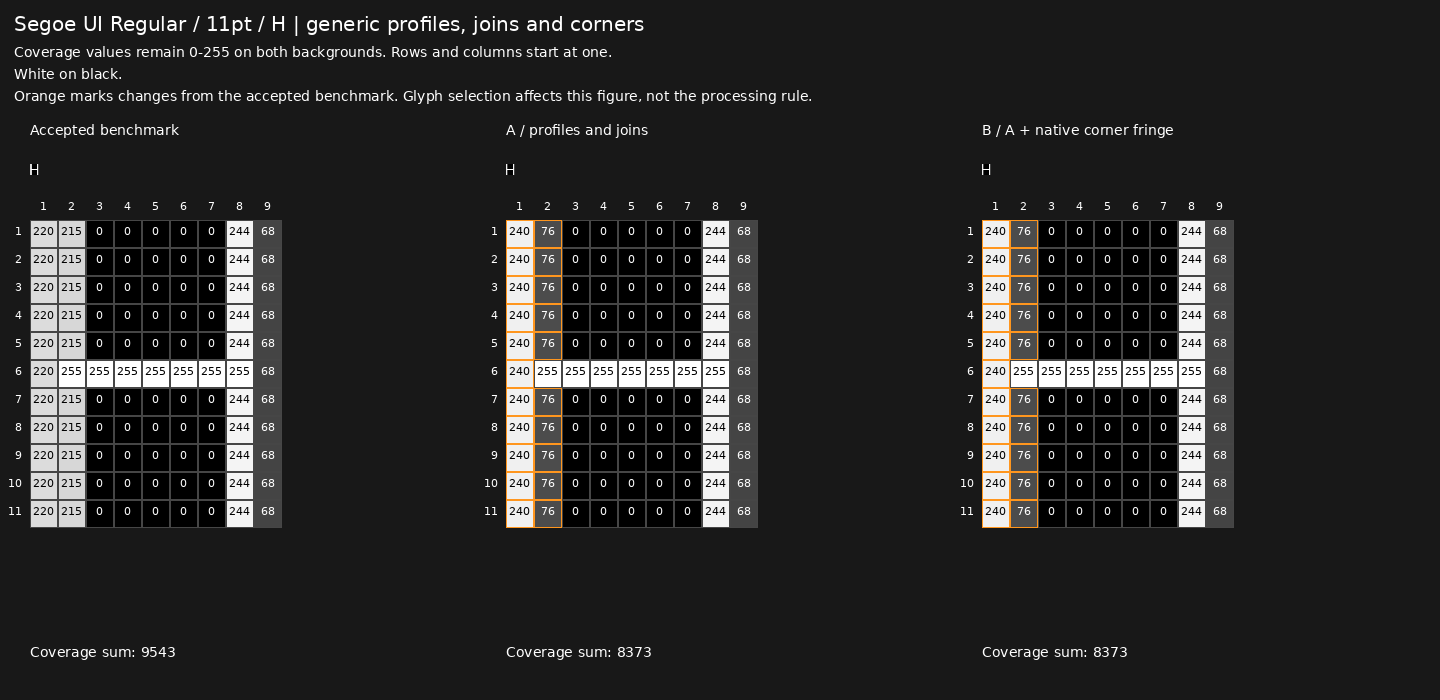 Segoe UI Regular / 11pt / H | generic profiles, joins and corners
Coverage values remain 0-255 on both backgrounds. Rows and columns start at one.
White on black.
Orange marks changes from the accepted benchmark. Glyph selection affects this figure, not the processing rule.
Accepted benchmark
H
1 2 3 4 5 6 7 8 9
1 220 215 0 0 0 0 0 244 68
2 220 215 0 0 0 0 0 244 68
3 220 215 0 0 0 0 0 244 68
4 220 215 0 0 0 0 0 244 68
5 220 215 0 0 0 0 0 244 68
6 220 255 255 255 255 255 255 255 68
7 220 215 0 0 0 0 0 244 68
8 220 215 0 0 0 0 0 244 68
9 220 215 0 0 0 0 0 244 68
10 220 215 0 0 0 0 0 244 68
11 220 215 0 0 0 0 0 244 68
Coverage sum: 9543
A / profiles and joins
H
1 2 3 4 5 6 7 8 9
1 240 76 0 0 0 0 0 244 68
2 240 76 0 0 0 0 0 244 68
3 240 76 0 0 0 0 0 244 68
4 240 76 0 0 0 0 0 244 68
5 240 76 0 0 0 0 0 244 68
6 240 255 255 255 255 255 255 255 68
7 240 76 0 0 0 0 0 244 68
8 240 76 0 0 0 0 0 244 68
9 240 76 0 0 0 0 0 244 68
10 240 76 0 0 0 0 0 244 68
11 240 76 0 0 0 0 0 244 68
Coverage sum: 8373
B / A + native corner fringe
H
1 2 3 4 5 6 7 8 9
1 240 76 0 0 0 0 0 244 68
2 240 76 0 0 0 0 0 244 68
3 240 76 0 0 0 0 0 244 68
4 240 76 0 0 0 0 0 244 68
5 240 76 0 0 0 0 0 244 68
6 240 255 255 255 255 255 255 255 68
7 240 76 0 0 0 0 0 244 68
8 240 76 0 0 0 0 0 244 68
9 240 76 0 0 0 0 0 244 68
10 240 76 0 0 0 0 0 244 68
11 240 76 0 0 0 0 0 244 68
Coverage sum: 8373